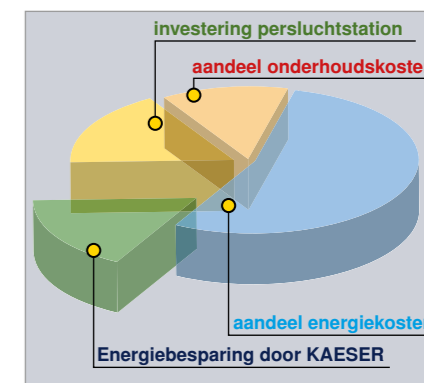 investering persluchtstation
aandeel onderhoudskoste
aandeel energiekoste
Energiebesparing door KAESER